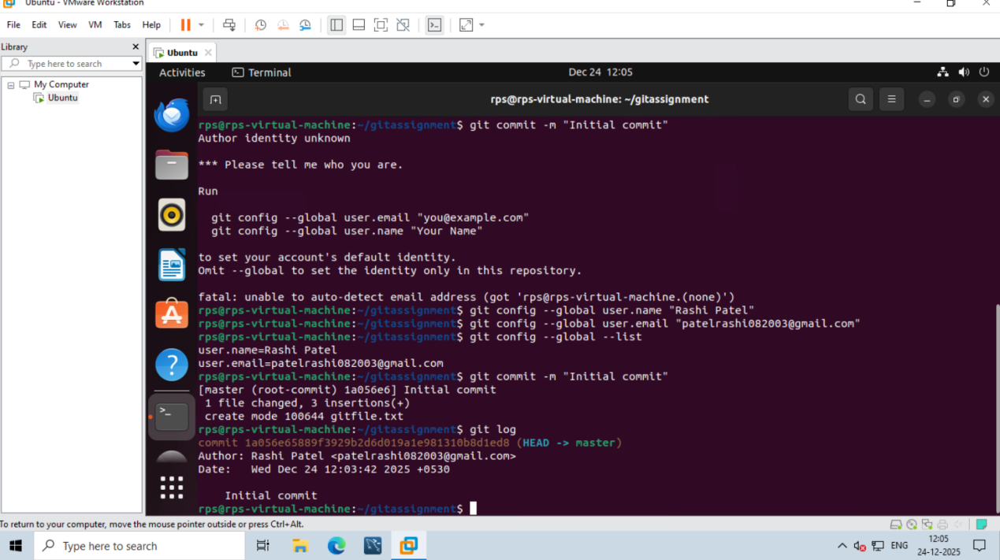 Ubuntu - VMware Workstation
File Edit View VM Tabs Help
Library
Type here to search
My Computer
Ubuntu
Ubuntu
Activities Terminal Dec 24 12:05
rps@rps-virtual-machine: ~/gitassignment
rps@rps-virtual-machine:~/gitassignment$ git commit -m "Initial commit"
Author identity unknown
*** Please tell me who you are.
Run
git config --global user.email "you@example.com"
git config --global user.name "Your Name"
to set your account's default identity.
Omit --global to set the identity only in this repository.
fatal: unable to auto-detect email address (got 'rps@rps-virtual-machine.(none)')
rps@rps-virtual-machine:~/gitassignment$ git config --global user.name "Rashi Patel"
rps@rps-virtual-machine:~/gitassignment$ git config --global user.email "patelrashi082003@gmail.com"
rps@rps-virtual-machine:~/gitassignment$ git config --global --list
user.name=Rashi Patel
user.email=patelrashi082003@gmail.com
rps@rps-virtual-machine:~/gitassignment$ git commit -m "Initial commit"
[master (root-commit) 1a056e6] Initial commit
1 file changed, 3 insertions(+)
create mode 100644 gitfile.txt
rps@rps-virtual-machine:~/gitassignment$ git log
commit 1a056e65889f3929b2d6d019a1e981310b8d1ed8 (HEAD -> master)
Author: Rashi Patel <patelrashi082003@gmail.com>
Date:   Wed Dec 24 12:03:42 2025 +0530
Initial commit
rps@rps-virtual-machine:~/gitassignment$
To return to your computer, move the mouse pointer outside or press Ctrl+Alt.
Type here to search
ENG
12:05
24-12-2025